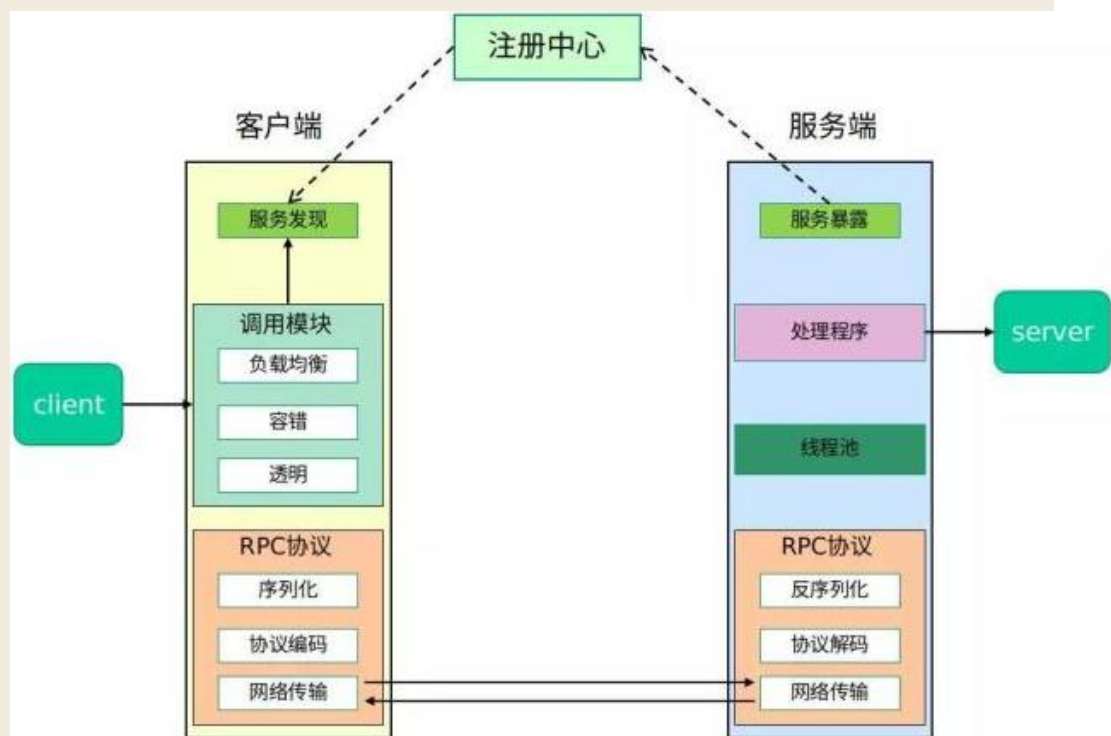 注册中心
客户端
服务端
服务发现
服务暴露
调用模块
负载均衡
容错
透明
client
处理程序
server
线程池
RPC协议
序列化
协议编码
网络传输
RPC协议
反序列化
协议解码
网络传输